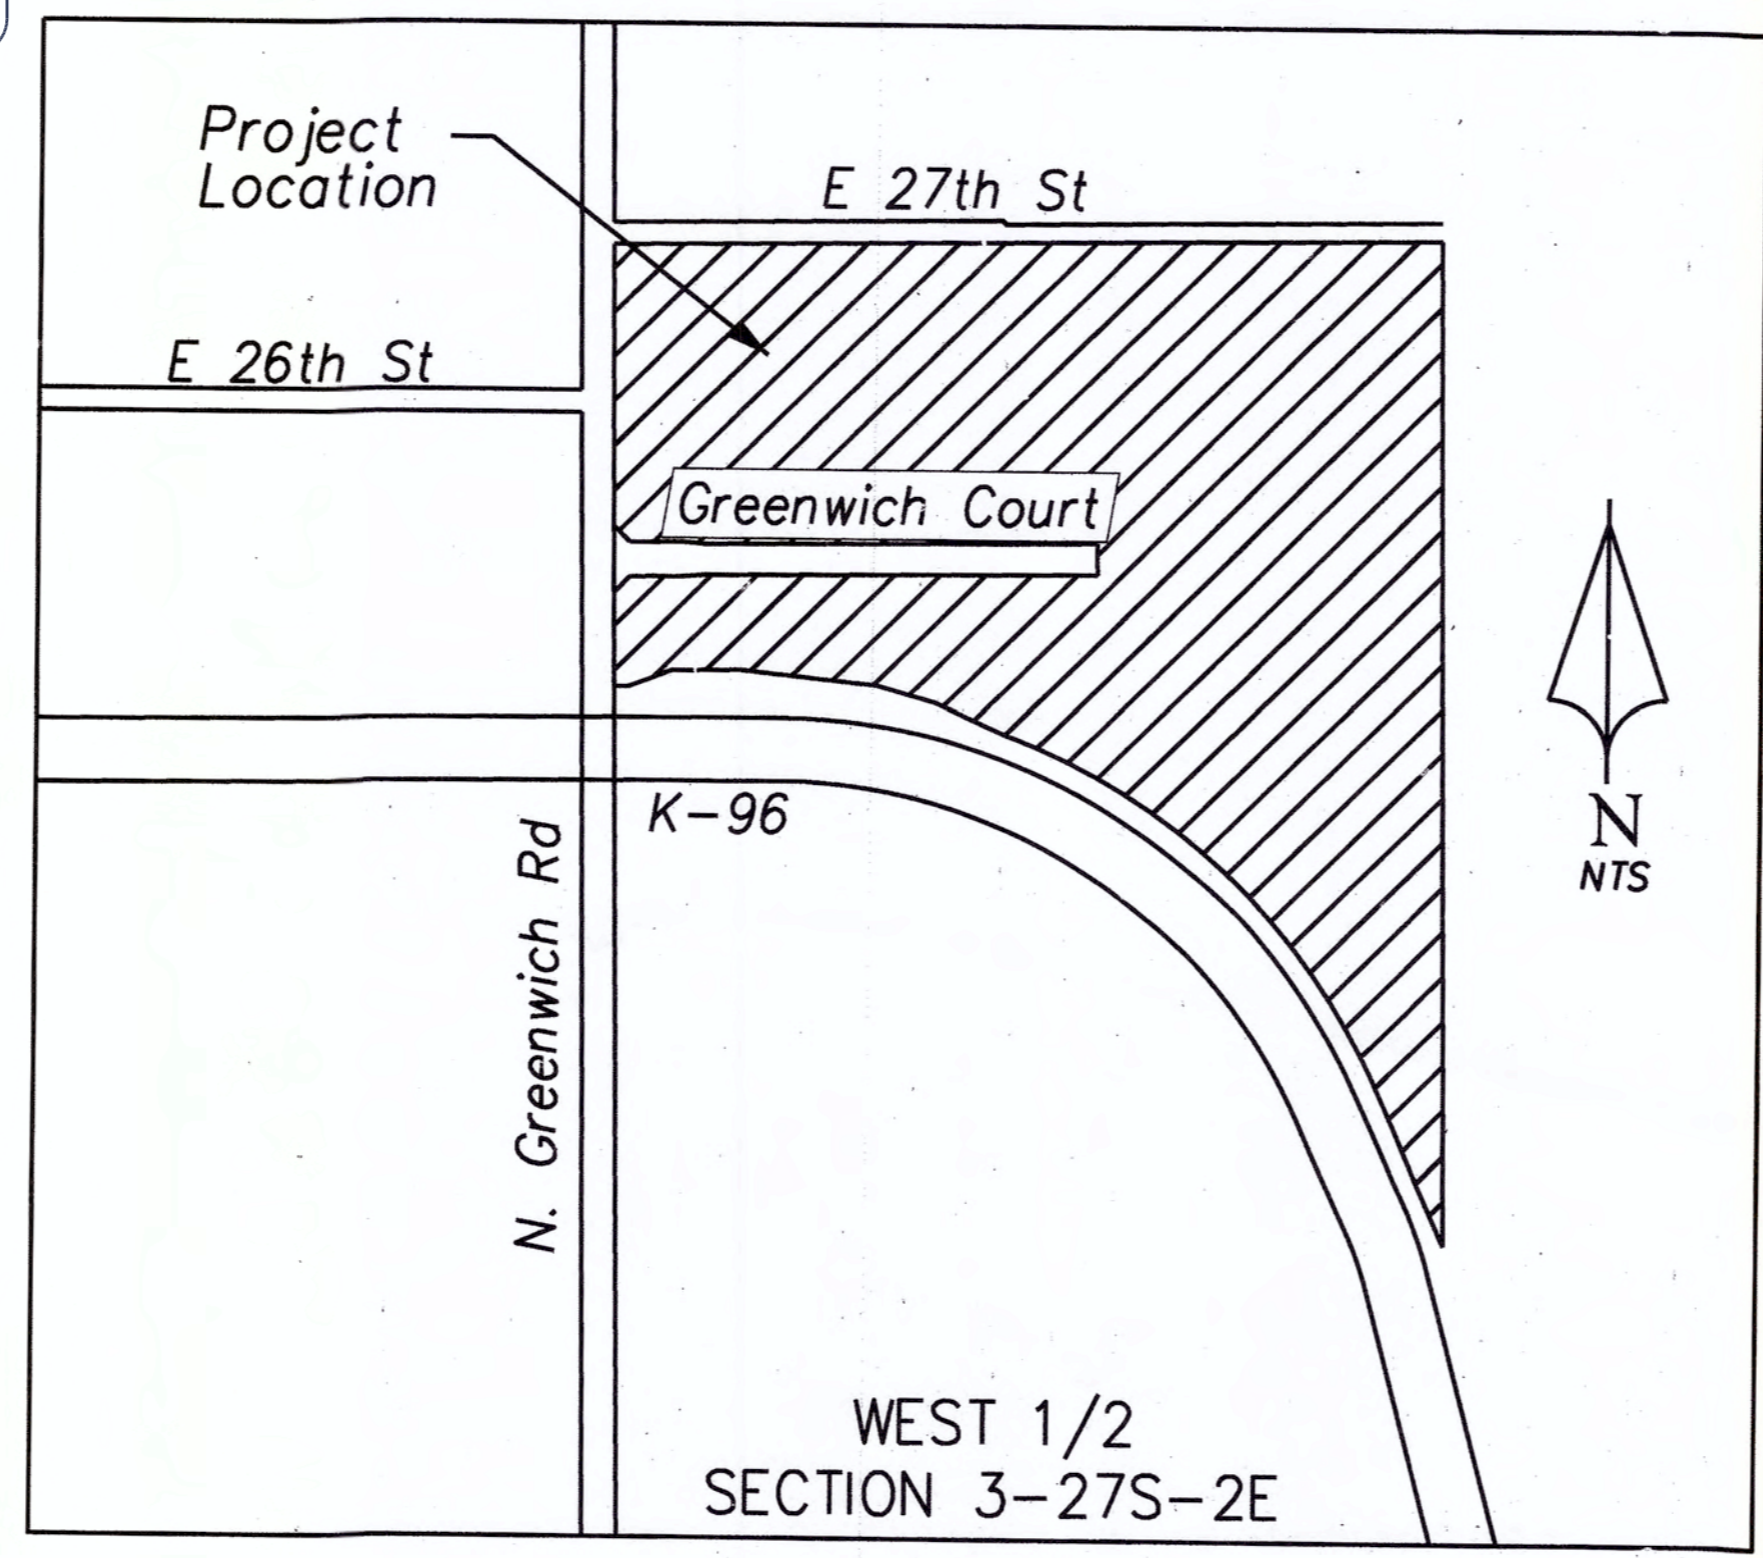 Project
Location
E 27th St
E 26th St
Greenwich Court
K-96
N. Greenwich Rd
N
NTS
WEST 1/2
SECTION 3-27S-2E